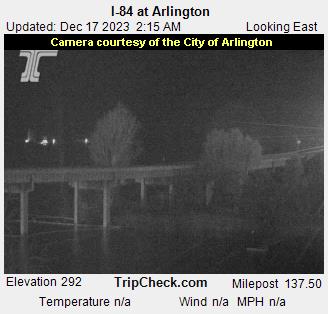 I-84 at Arlington
Updated: Dec 17 2023 2:15 AM Looking East
Camera courtesy of the City of Arlington
Elevation 292 TripCheck.com Milepost 137.50
Temperature n/a Wind n/a MPH n/a